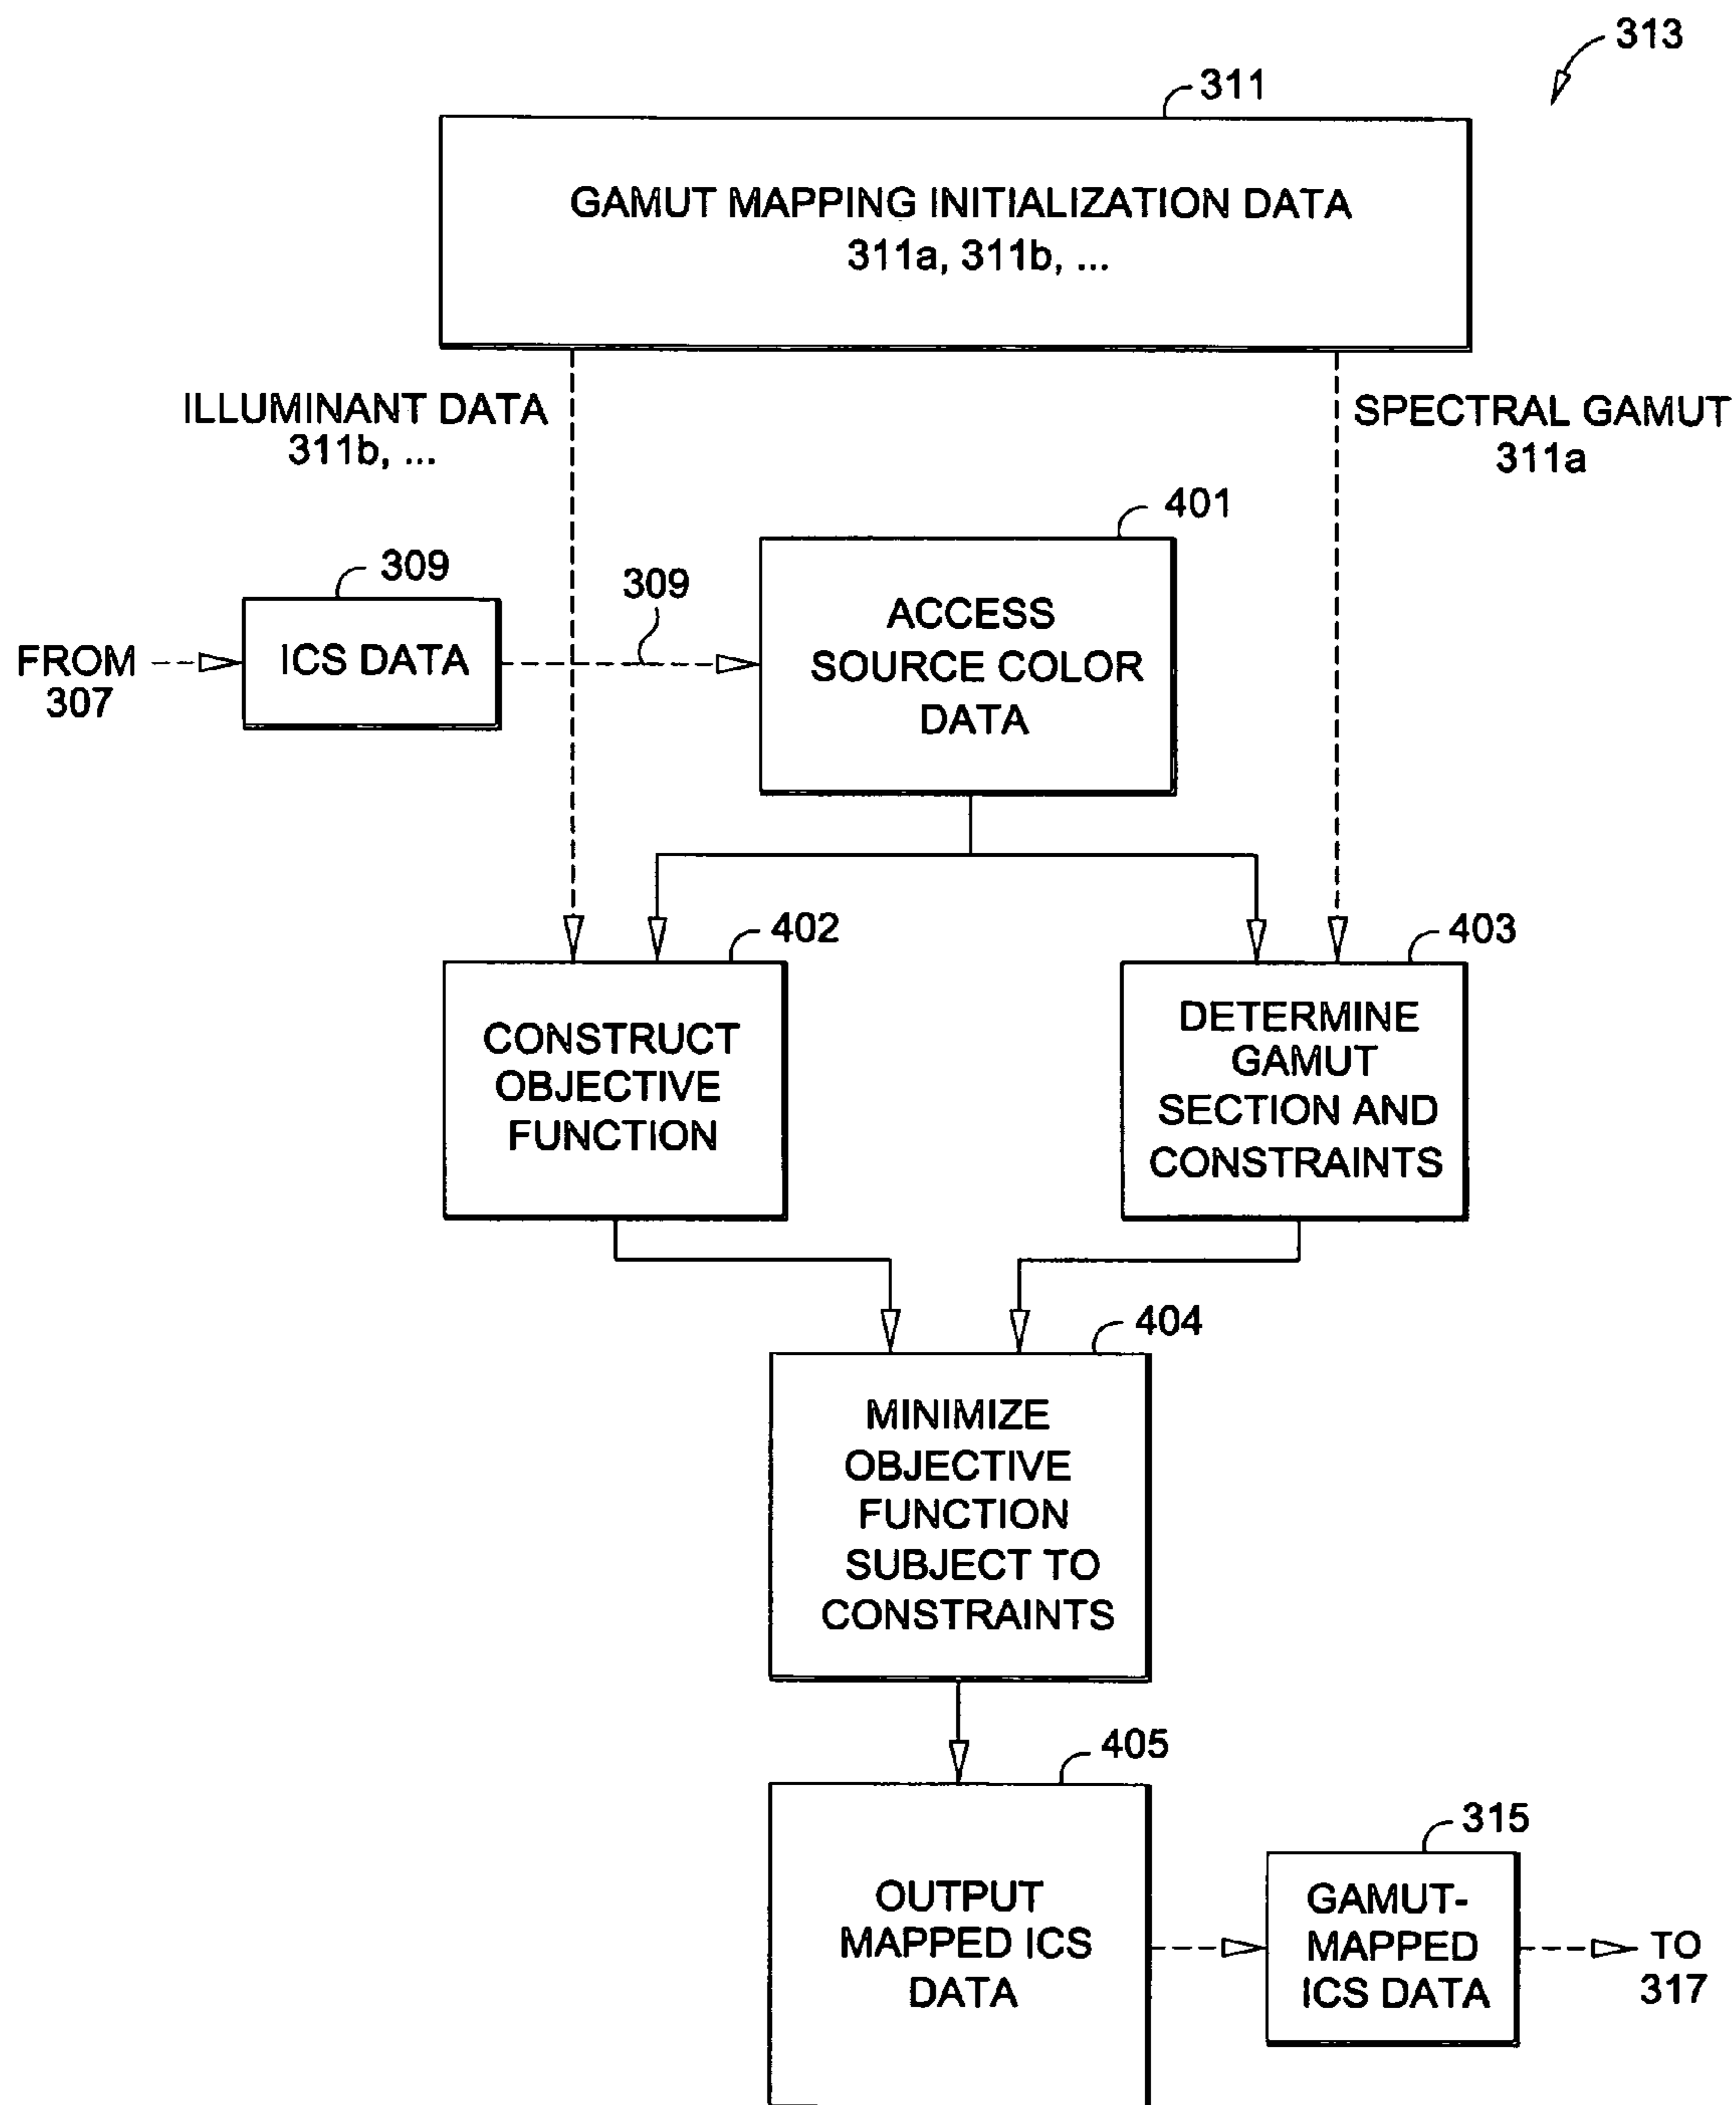 313
311
GAMUT MAPPING INITIALIZATION DATA
311a, 311b, ...
ILLUMINANT DATA
311b, ...
SPECTRAL GAMUT
311a
401
309
309
ACCESS
SOURCE COLOR
DATA
FROM
307
ICS DATA
402
403
CONSTRUCT
OBJECTIVE
FUNCTION
DETERMINE
GAMUT
SECTION AND
CONSTRAINTS
404
MINIMIZE
OBJECTIVE
FUNCTION
SUBJECT TO
CONSTRAINTS
405
OUTPUT
MAPPED ICS
DATA
315
GAMUT-
MAPPED
ICS DATA
TO
317